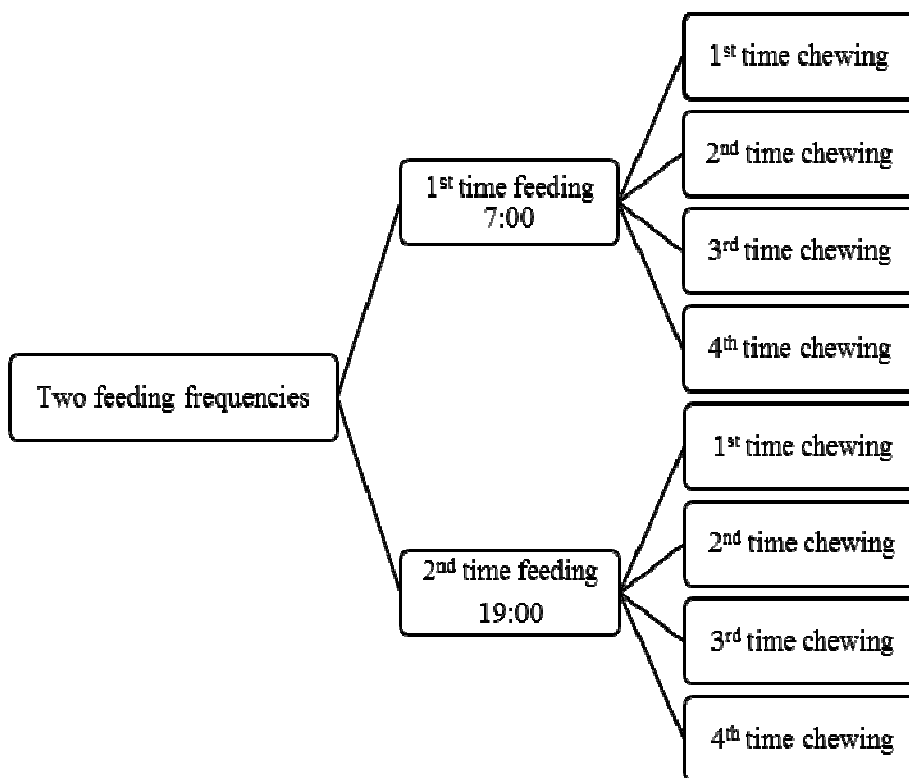 Two feeding frequencies
1st time feeding
7:00
1st time chewing
2nd time chewing
3rd time chewing
4th time chewing
2nd time feeding
19:00
1st time chewing
2nd time chewing
3rd time chewing
4th time chewing